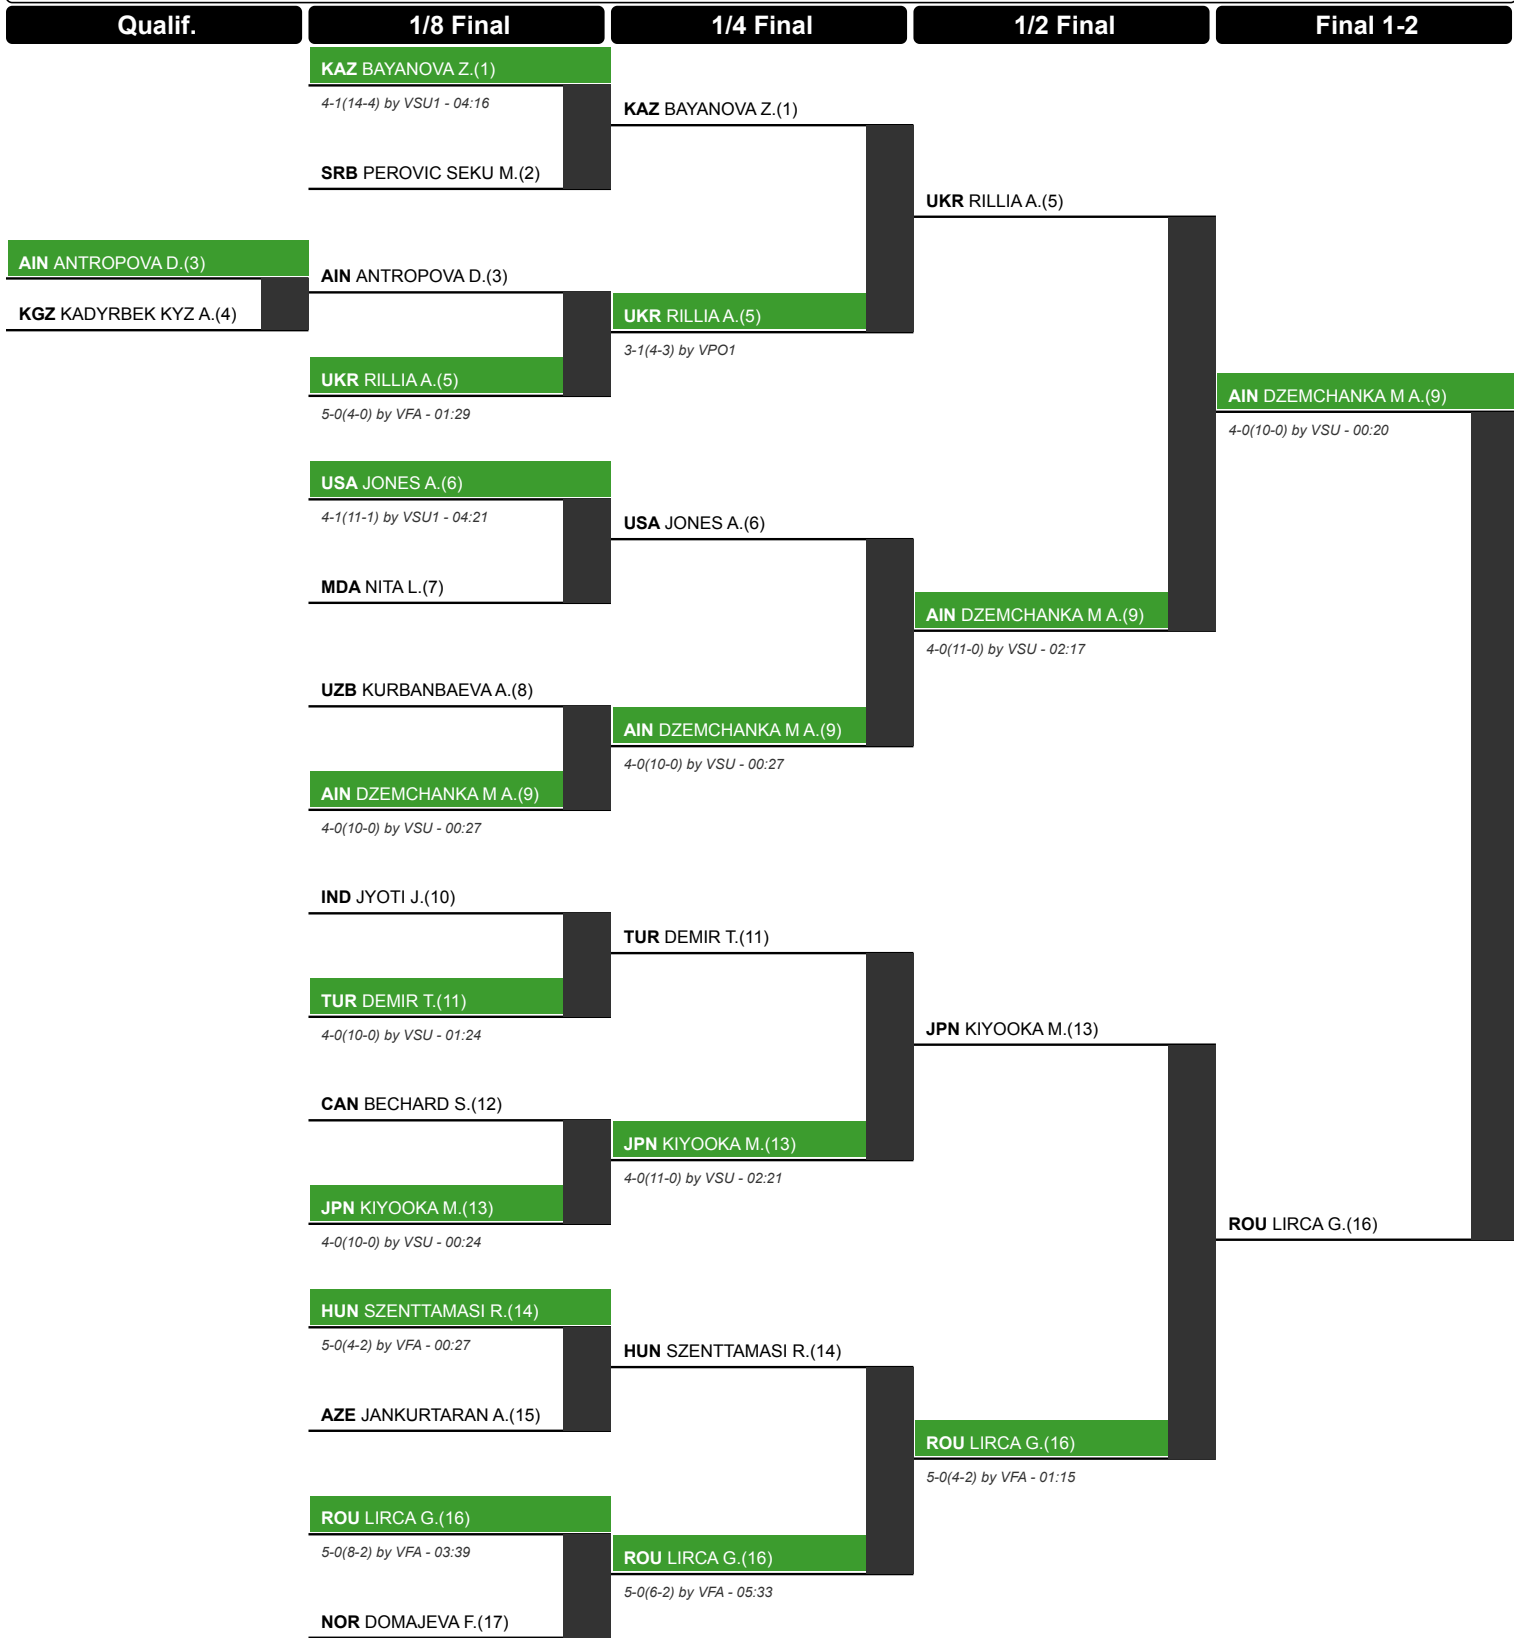 Qualif.
1/8 Final
1/4 Final
1/2 Final
Final 1-2
AIN ANTROPOVA D.(3)
KGZ KADYRBEK KYZ A.(4)
KAZ BAYANOVA Z.(1)
4-1(14-4) by VSU1 - 04:16
SRB PEROVIC SEKU M.(2)
AIN ANTROPOVA D.(3)
UKR RILLIA A.(5)
5-0(4-0) by VFA - 01:29
USA JONES A.(6)
4-1(11-1) by VSU1 - 04:21
MDA NITA L.(7)
UZB KURBANBAEVA A.(8)
AIN DZEMCHANKA M A.(9)
4-0(10-0) by VSU - 00:27
IND JYOTI J.(10)
TUR DEMIR T.(11)
4-0(10-0) by VSU - 01:24
CAN BECHARD S.(12)
JPN KIYOOKA M.(13)
4-0(10-0) by VSU - 00:24
HUN SZENTTAMASI R.(14)
5-0(4-2) by VFA - 00:27
AZE JANKURTARAN A.(15)
ROU LIRCA G.(16)
5-0(8-2) by VFA - 03:39
NOR DOMAJEVA F.(17)
KAZ BAYANOVA Z.(1)
UKR RILLIA A.(5)
3-1(4-3) by VPO1
USA JONES A.(6)
AIN DZEMCHANKA M A.(9)
4-0(10-0) by VSU - 00:27
TUR DEMIR T.(11)
JPN KIYOOKA M.(13)
4-0(11-0) by VSU - 02:21
HUN SZENTTAMASI R.(14)
ROU LIRCA G.(16)
5-0(6-2) by VFA - 05:33
UKR RILLIA A.(5)
AIN DZEMCHANKA M A.(9)
4-0(11-0) by VSU - 02:17
JPN KIYOOKA M.(13)
ROU LIRCA G.(16)
5-0(4-2) by VFA - 01:15
AIN DZEMCHANKA M A.(9)
4-0(10-0) by VSU - 00:20
ROU LIRCA G.(16)